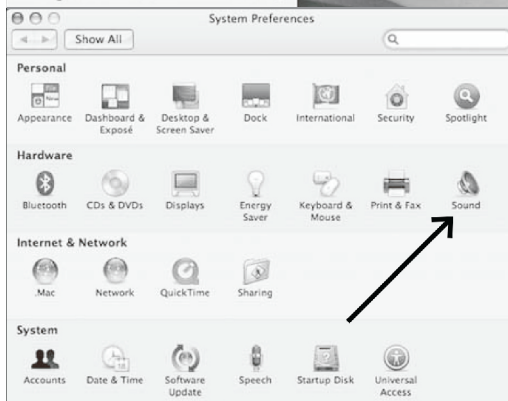 System Preferences
Show All
Personal
Appearance
Dashboard &
Exposé
Desktop &
Screen Saver
Dock
International
Security
Spotlight
Hardware
Bluetooth
CDs & DVDs
Displays
Energy
Saver
Keyboard &
Mouse
Print & Fax
Sound
Internet & Network
.Mac
Network
QuickTime
Sharing
System
Accounts
Date & Time
Software
Update
Speech
Startup Disk
Universal
Access